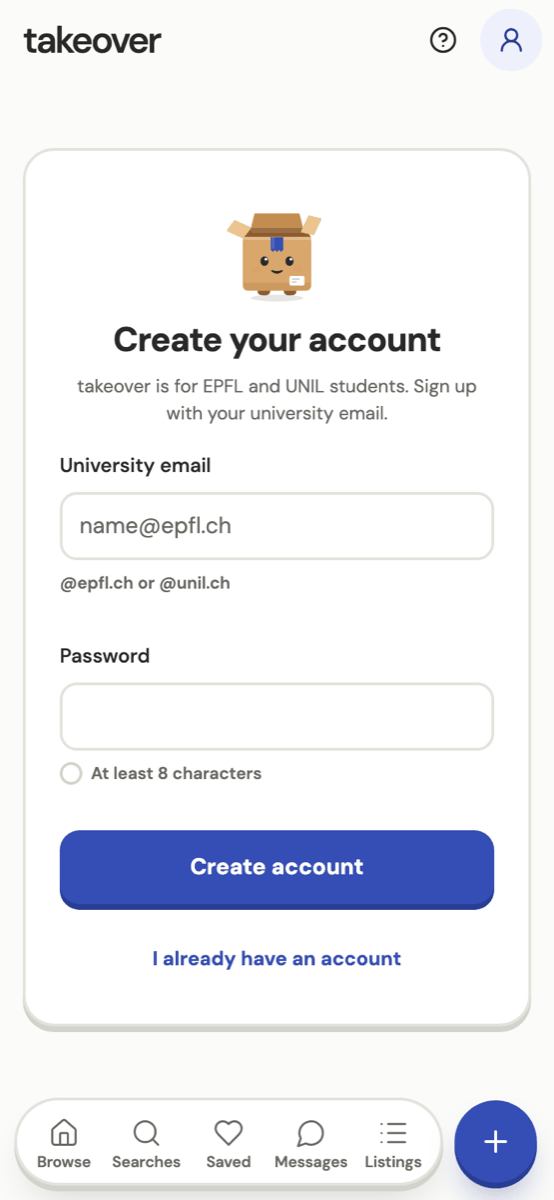 takeover
Create your account
takeover is for EPFL and UNIL students. Sign up
with your university email.
University email
name@epfl.ch
@epfl.ch or @unil.ch
Password
At least 8 characters
Create account
I already have an account
Browse
Searches
Saved
Messages
Listings